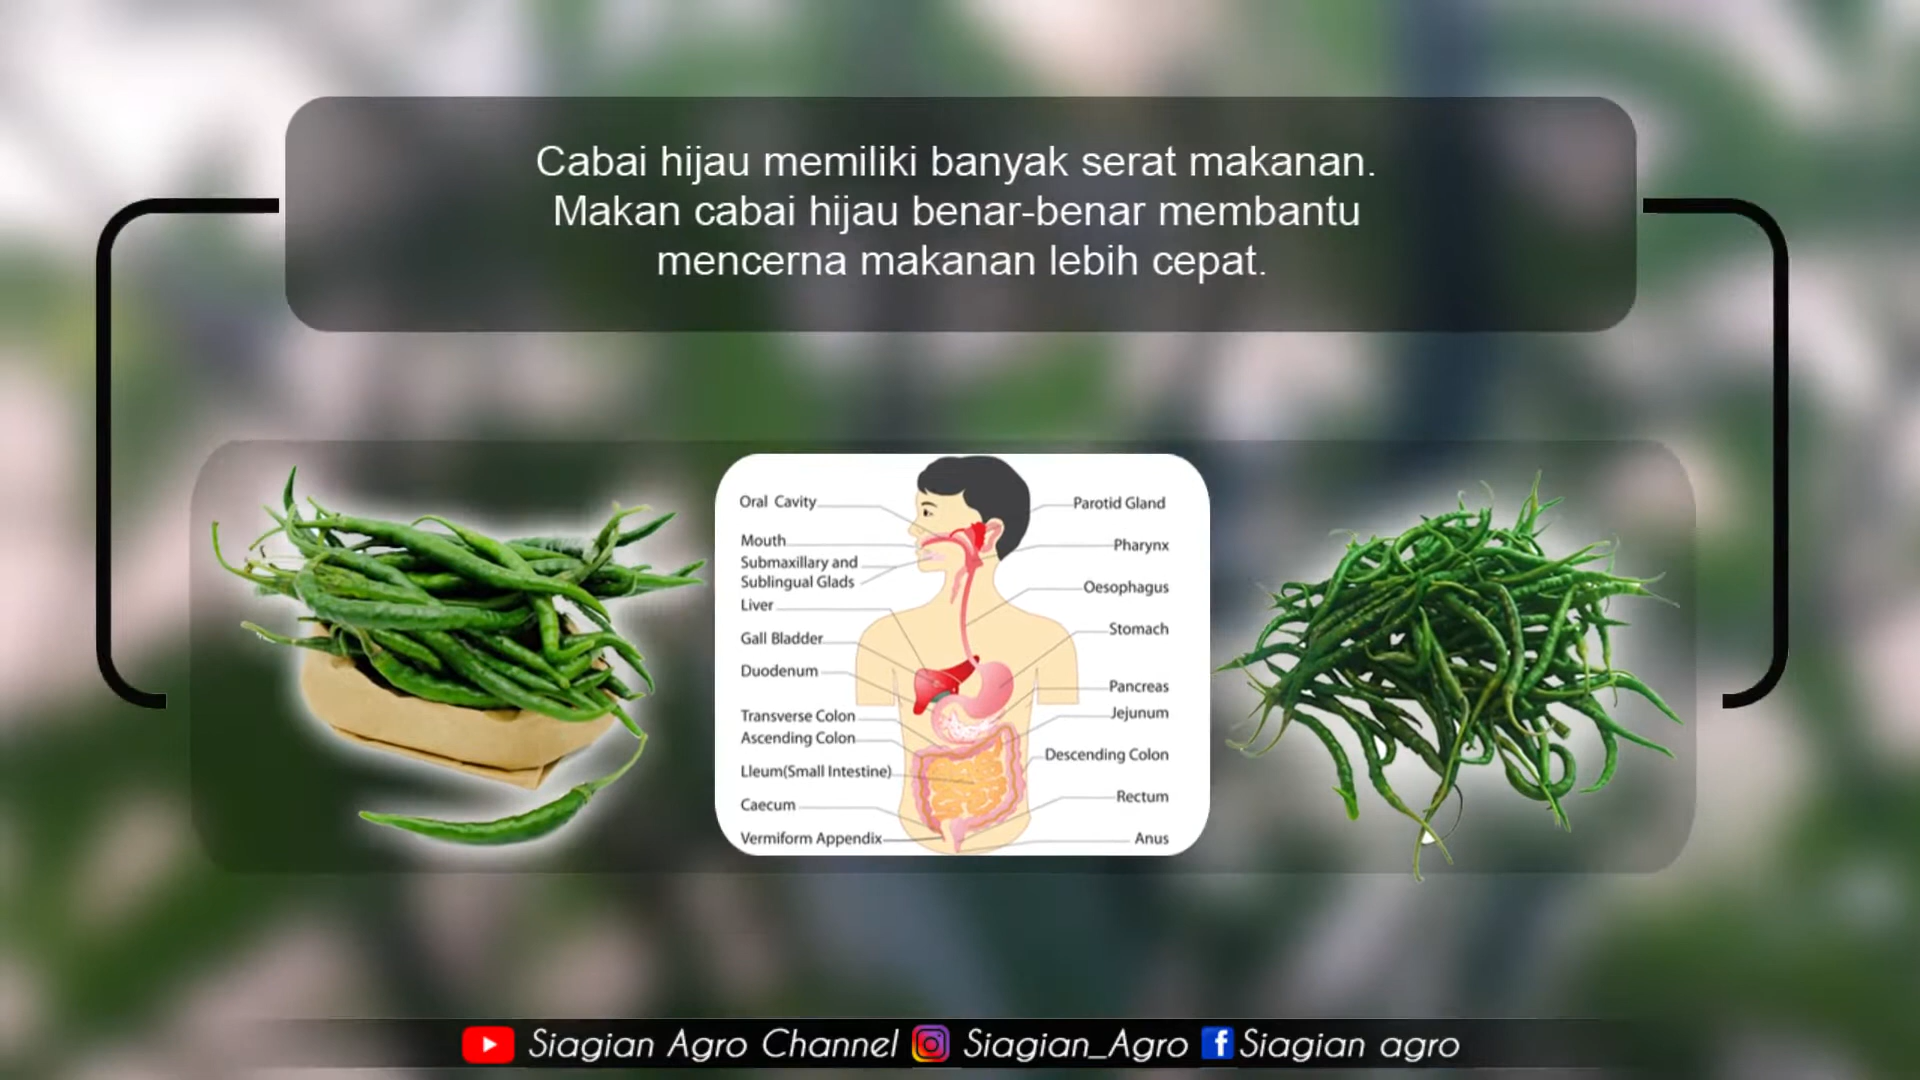 Cabai hijau memiliki banyak serat makanan.
Makan cabai hijau benar-benar membantu
mencerna makanan lebih cepat.
Oral Cavity
Mouth
Submaxillary and
Sublingual Glads
Liver
Gall Bladder
Duodenum
Transverse Colon
Ascending Colon
Lleum(Small Intestine)
Caecum
Vermiform Appendix
Parotid Gland
Pharynx
Oesophagus
Stomach
Pancreas
Jejunum
Descending Colon
Rectum
Anus
Siagian Agro Channel Siagian_Agro Siagian agro